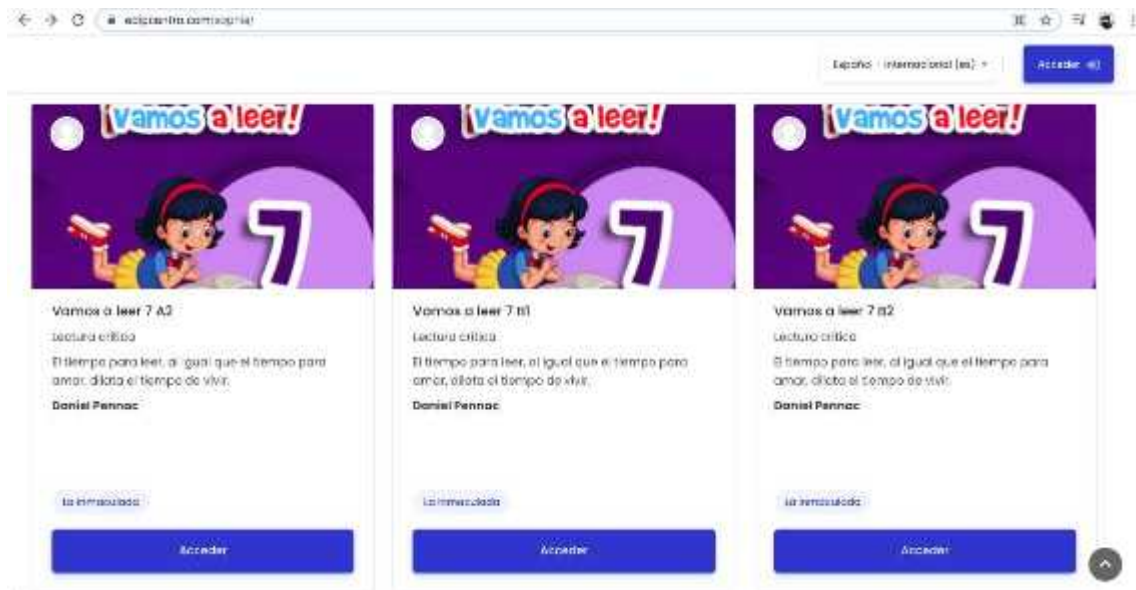 Español - Internacional (es)
Acceder
¡Vamos a leer!
7
Vamos a leer 7 A2
Lectura crítica
El tiempo para leer, al igual que el tiempo para
amar, dilata el tiempo de vivir.
Daniel Pennac
La Inmaculada
Acceder
¡Vamos a leer!
7
Vamos a leer 7 B1
Lectura crítica
El tiempo para leer, al igual que el tiempo para
amar, dilata el tiempo de vivir.
Daniel Pennac
La Inmaculada
Acceder
¡Vamos a leer!
7
Vamos a leer 7 B2
Lectura crítica
El tiempo para leer, al igual que el tiempo para
amar, dilata el tiempo de vivir.
Daniel Pennac
La Inmaculada
Acceder